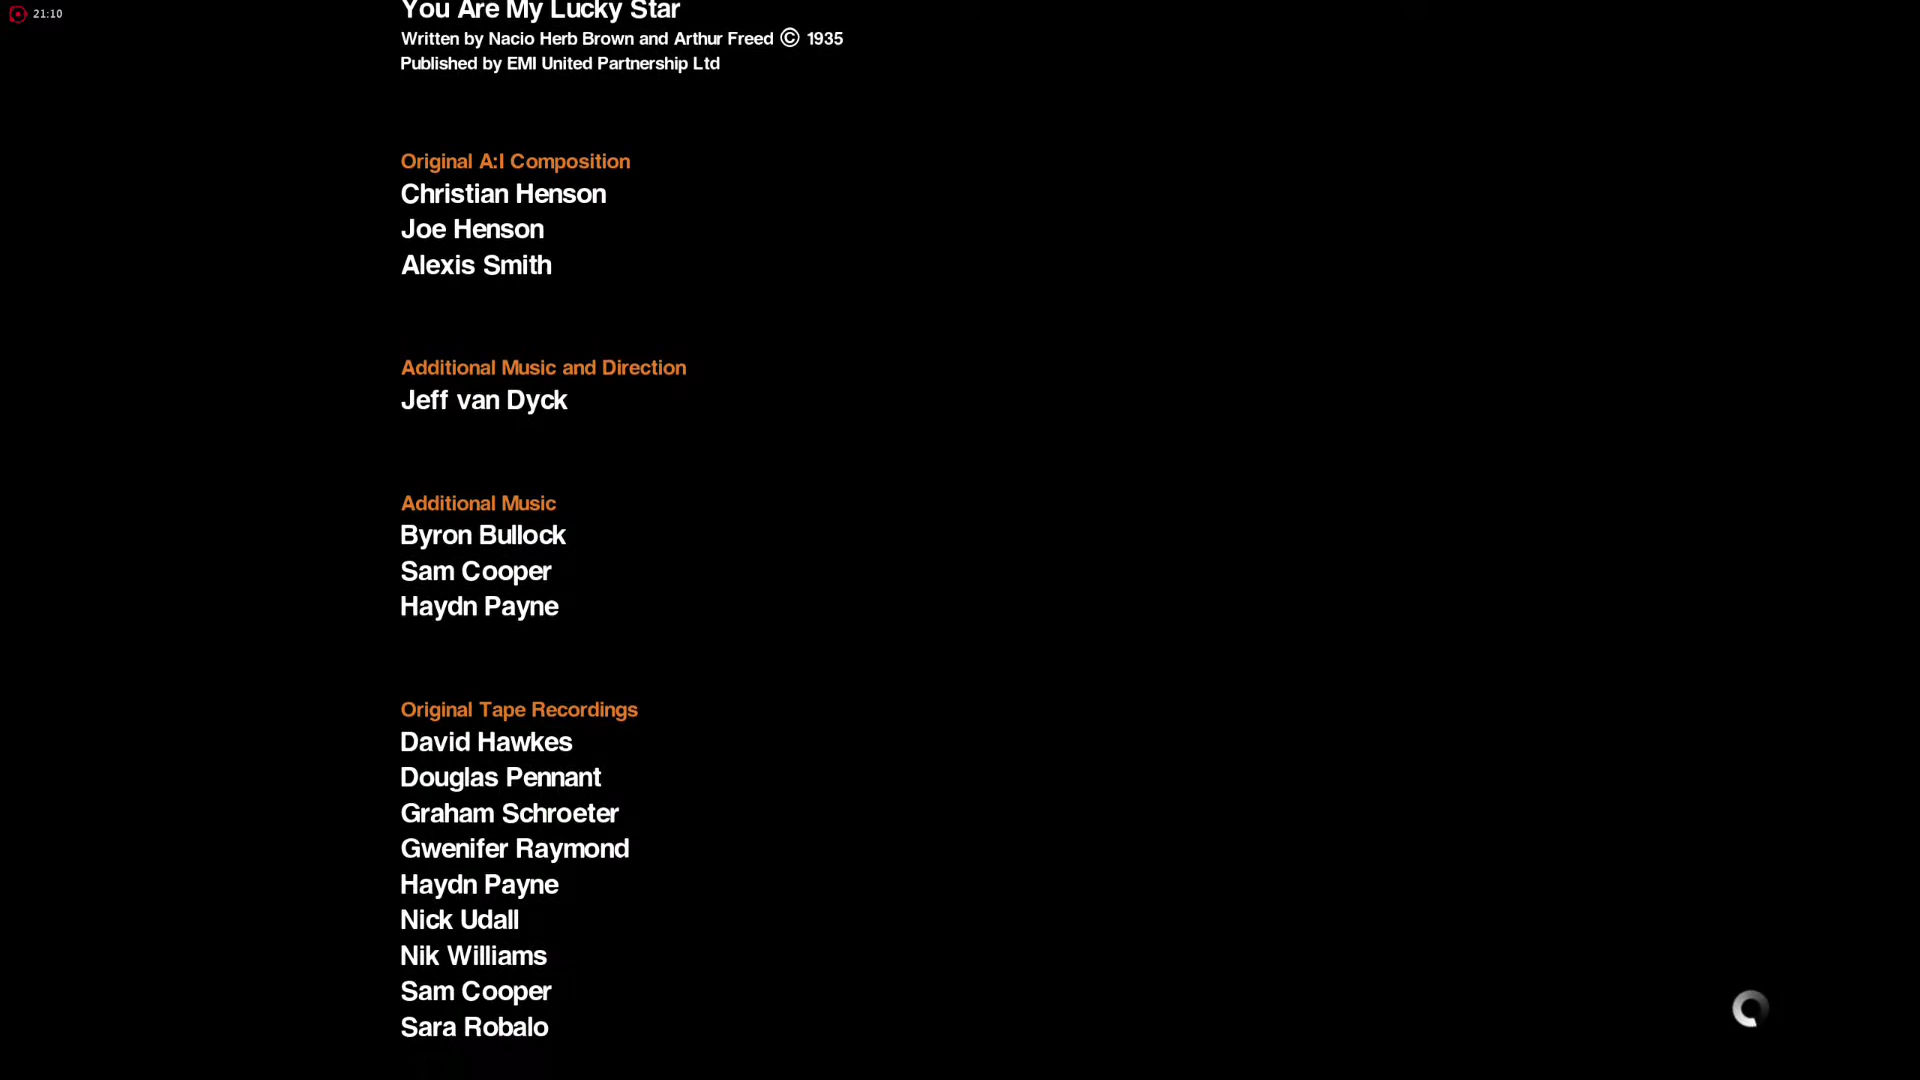 21:10
You Are My Lucky Star
Written by Nacio Herb Brown and Arthur Freed © 1935
Published by EMI United Partnership Ltd
Original A:I Composition
Christian Henson
Joe Henson
Alexis Smith
Additional Music and Direction
Jeff van Dyck
Additional Music
Byron Bullock
Sam Cooper
Haydn Payne
Original Tape Recordings
David Hawkes
Douglas Pennant
Graham Schroeter
Gwenifer Raymond
Haydn Payne
Nick Udall
Nik Williams
Sam Cooper
Sara Robalo